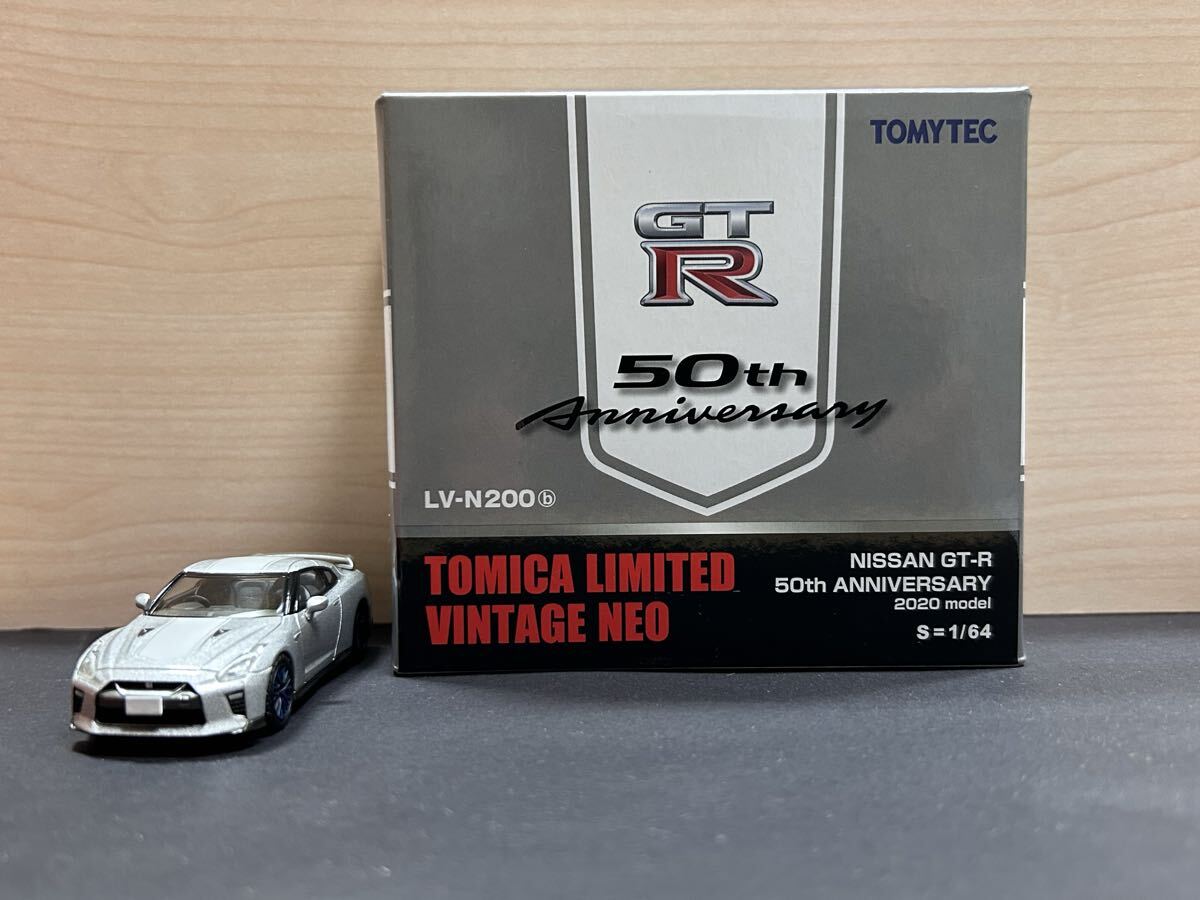 TOMYTEC
GT
R
50th
Anniversary
LV-N200ⓑ
TOMICA LIMITED
VINTAGE NEO
NISSAN GT-R
50th ANNIVERSARY
2020 model
S=1/64